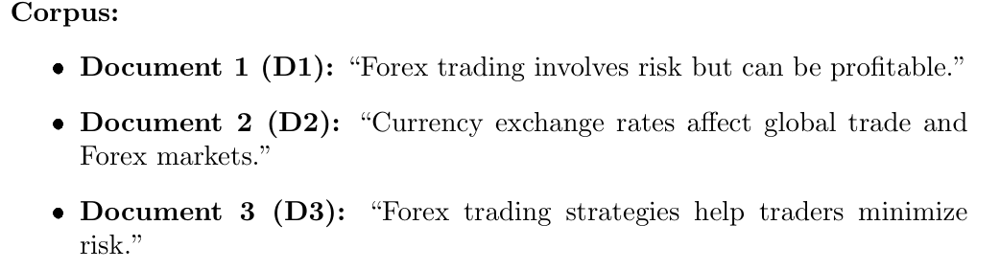 Corpus:
• Document 1 (D1): “Forex trading involves risk but can be profitable.”
• Document 2 (D2): “Currency exchange rates affect global trade and
Forex markets.”
• Document 3 (D3): “Forex trading strategies help traders minimize
risk.”